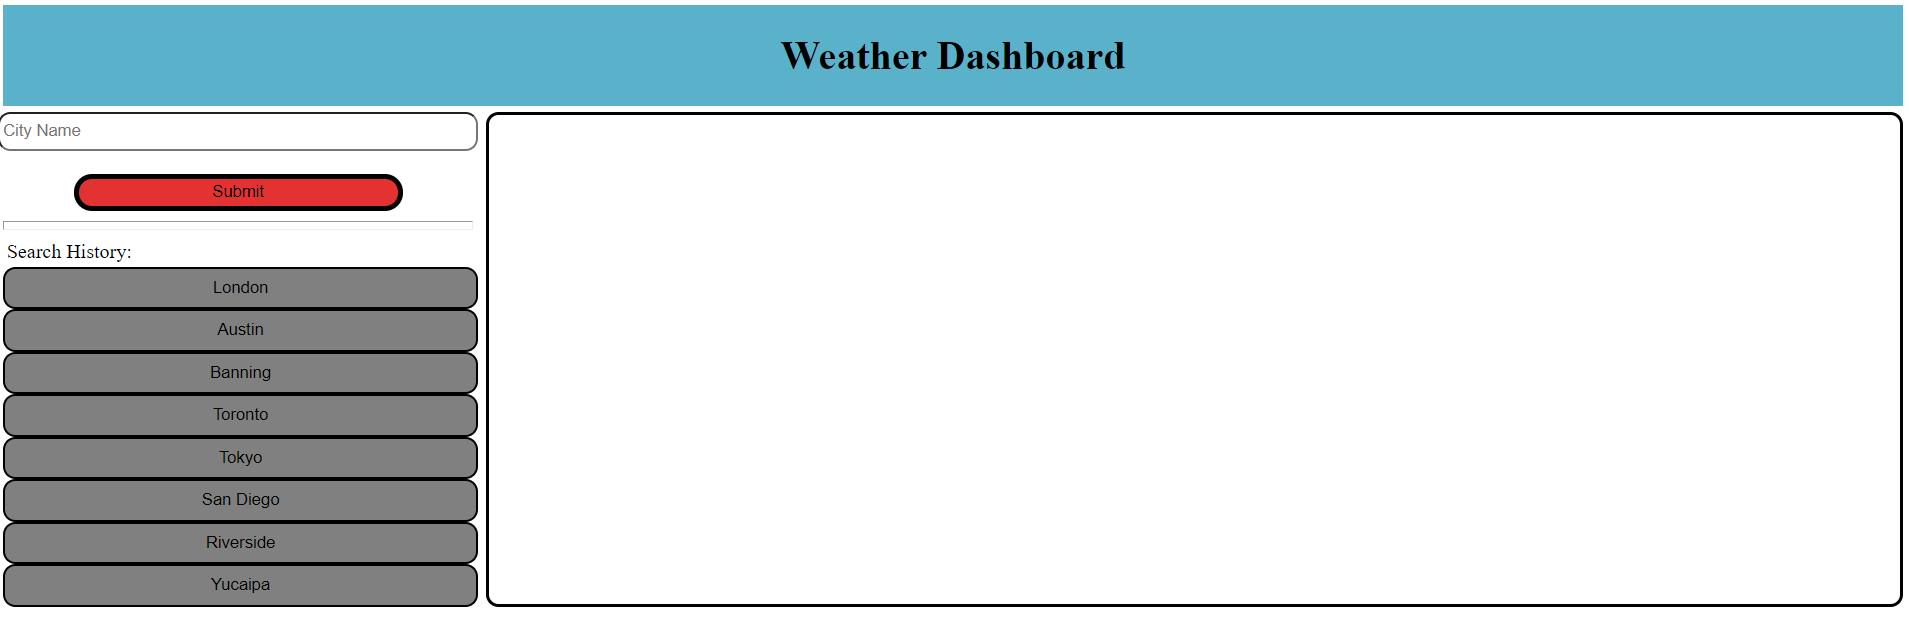 Weather Dashboard
City Name
Submit
Search History:
London
Austin
Banning
Toronto
Tokyo
San Diego
Riverside
Yucaipa